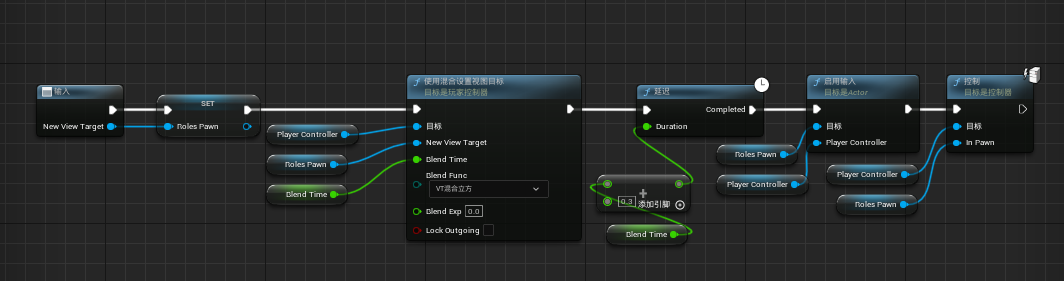 输入
New View Target
SET
Roles Pawn
Player Controller
Roles Pawn
Blend Time
使用混合设置视图目标
目标是玩家控制器
目标
New View Target
Blend Time
Blend Func
VT混合立方
Blend Exp 0.0
Lock Outgoing
延迟
Completed
Duration
0.3 添加引脚
Blend Time
启用输入
目标是Actor
目标
Player Controller
Roles Pawn
Player Controller
控制
目标是控制器
目标
In Pawn
Player Controller
Roles Pawn